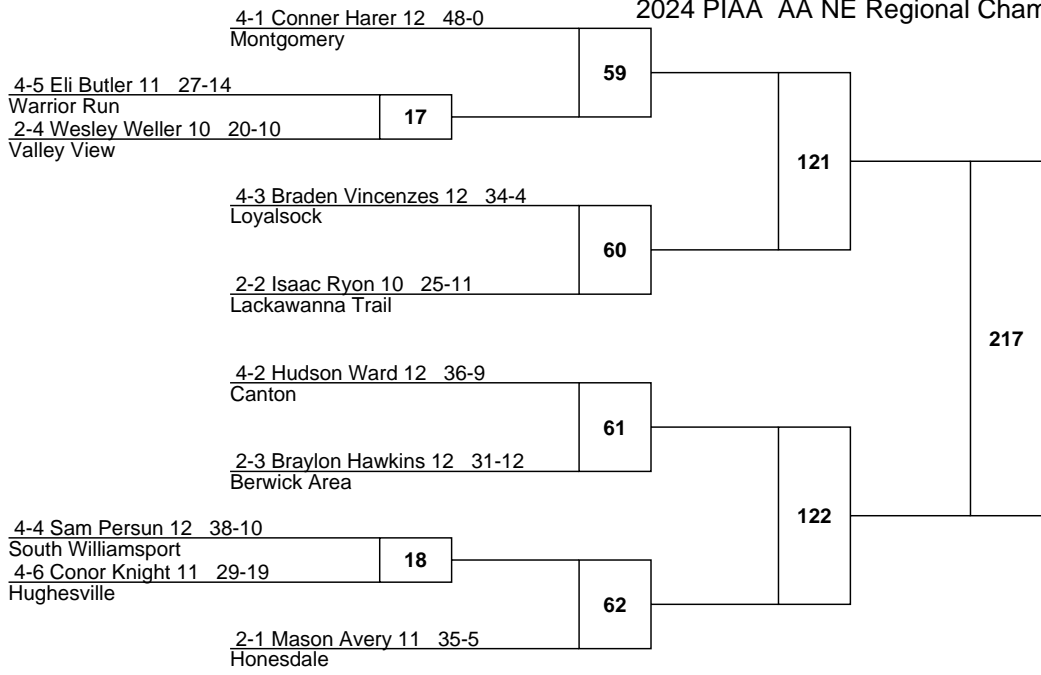 2024 PIAA  AA NE Regional Cham
4-1 Conner Harer 12   48-0
Montgomery
59
4-5 Eli Butler 11   27-14
Warrior Run
17
2-4 Wesley Weller 10   20-10
Valley View
121
4-3 Braden Vincenzes 12   34-4
Loyalsock
60
2-2 Isaac Ryon 10   25-11
Lackawanna Trail
217
4-2 Hudson Ward 12   36-9
Canton
61
2-3 Braylon Hawkins 12   31-12
Berwick Area
122
4-4 Sam Persun 12   38-10
South Williamsport
18
4-6 Conor Knight 11   29-19
Hughesville
62
2-1 Mason Avery 11   35-5
Honesdale